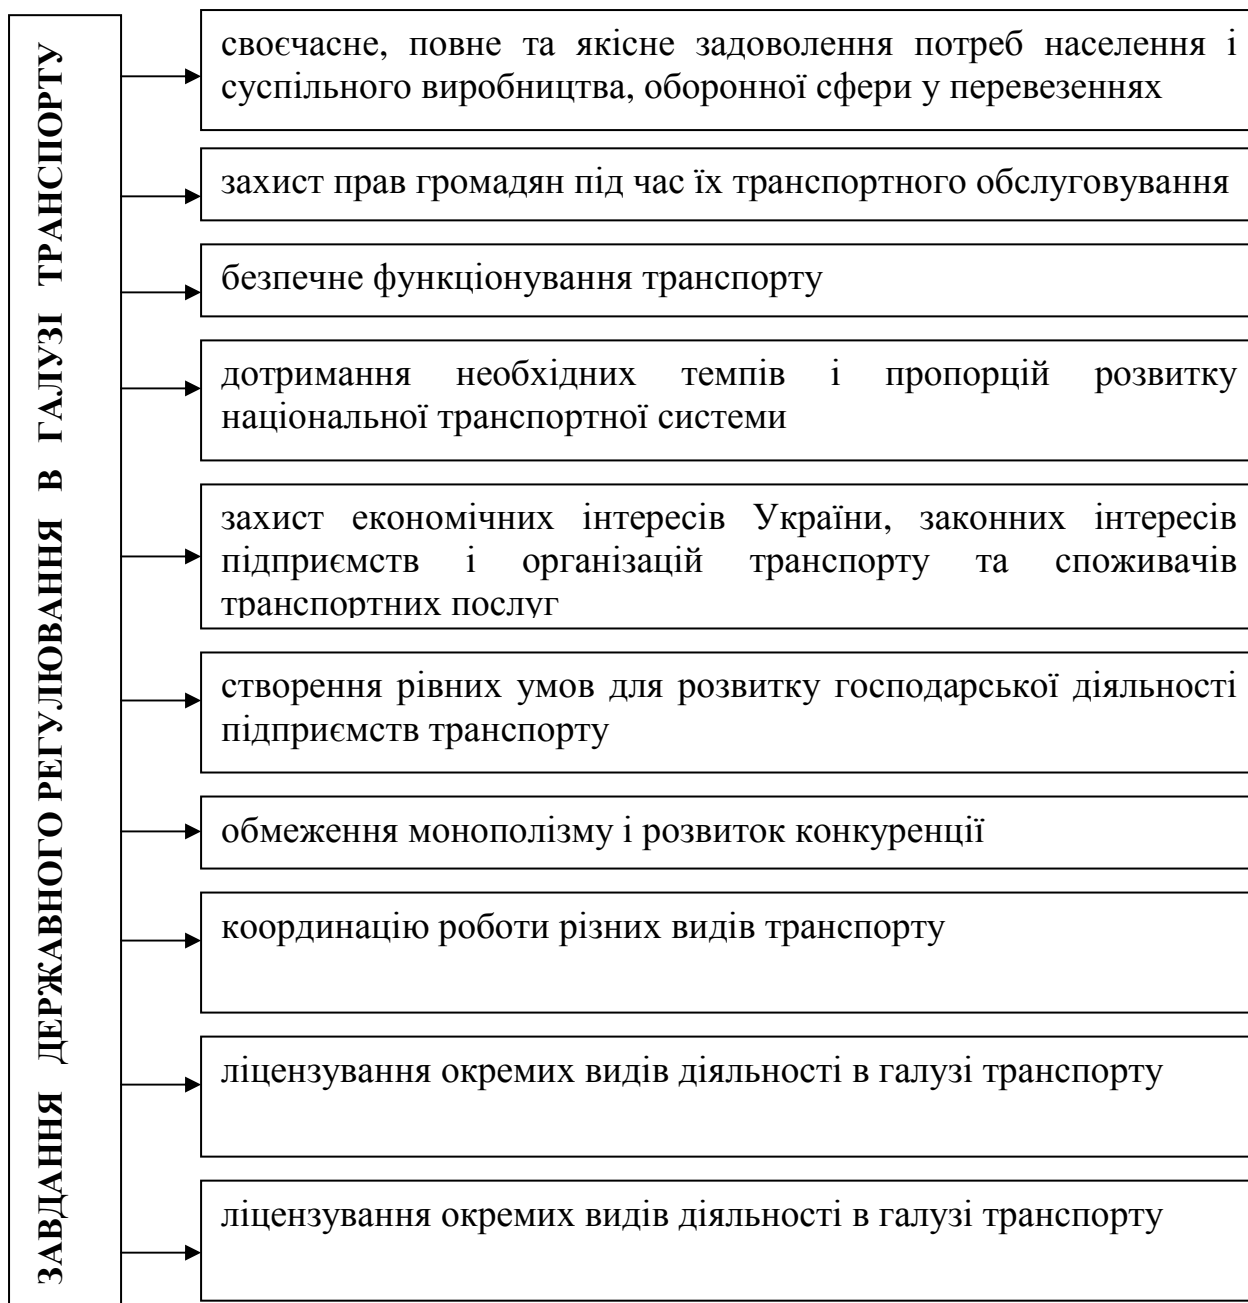 ЗАВДАННЯ ДЕРЖАВНОГО РЕГУЛЮВАННЯ В ГАЛУЗІ ТРАНСПОРТУ
своєчасне, повне та якісне задоволення потреб населення і
суспільного виробництва, оборонної сфери у перевезеннях
захист прав громадян під час їх транспортного обслуговування
безпечне функціонування транспорту
дотримання необхідних темпів і пропорцій розвитку
національної транспортної системи
захист економічних інтересів України, законних інтересів
підприємств і організацій транспорту та споживачів
транспортних послуг
створення рівних умов для розвитку господарської діяльності
підприємств транспорту
обмеження монополізму і розвиток конкуренції
координацію роботи різних видів транспорту
ліцензування окремих видів діяльності в галузі транспорту
ліцензування окремих видів діяльності в галузі транспорту